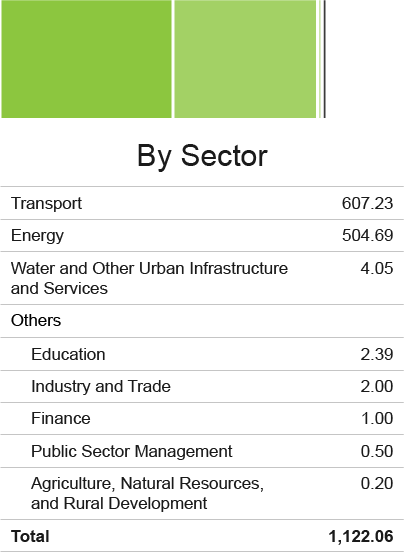 By Sector
Transport 607.23
Energy 504.69
Water and Other Urban Infrastructure 4.05
and Services
Others
Education 2.39
Industry and Trade 2.00
Finance 1.00
Public Sector Management 0.50
Agriculture, Natural Resources, 0.20
and Rural Development
Total 1,122.06